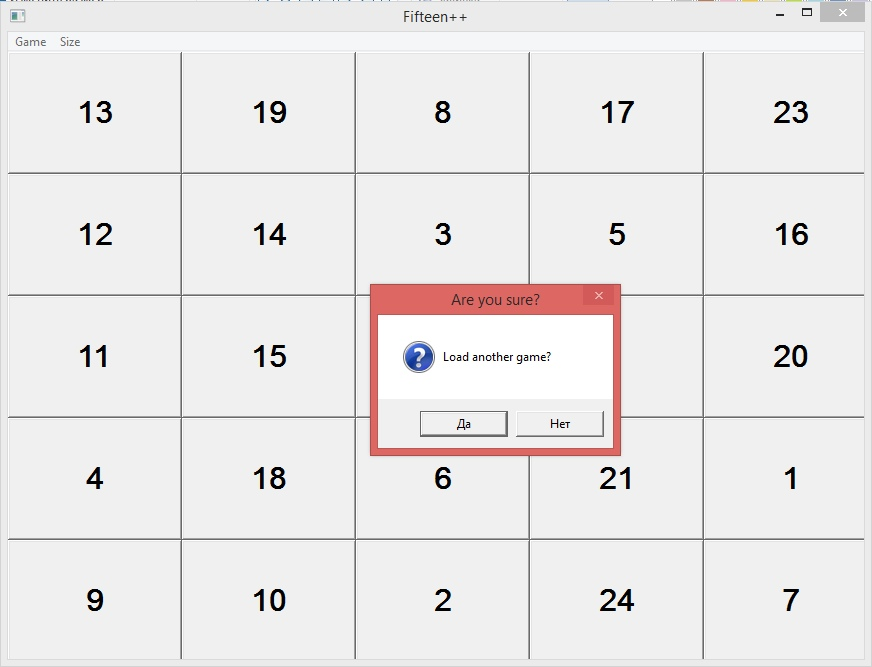 Fifteen++
Game Size
13 19 8 17 23
12 14 3 5 16
Are you sure?
11 15 20
Load another game?
Да Нет
4 18 6 21 1
9 10 2 24 7